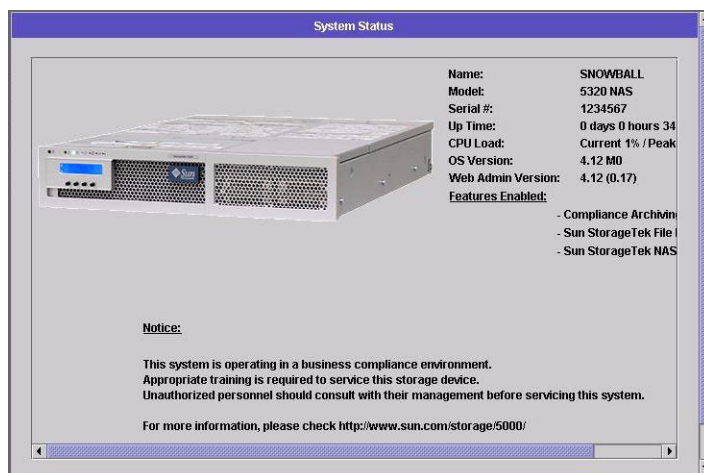 System Status
Name: SNOWBALL
Model: 5320 NAS
Serial #: 1234567
Up Time: 0 days 0 hours 34
CPU Load: Current 1% / Peak
OS Version: 4.12 M0
Web Admin Version: 4.12 (0.17)
Features Enabled:
- Compliance Archiving
- Sun StorageTek File
- Sun StorageTek NAS
Sun
Notice:
This system is operating in a business compliance environment.
Appropriate training is required to service this storage device.
Unauthorized personnel should consult with their management before servicing this system.
For more information, please check http://www.sun.com/storage/5000/